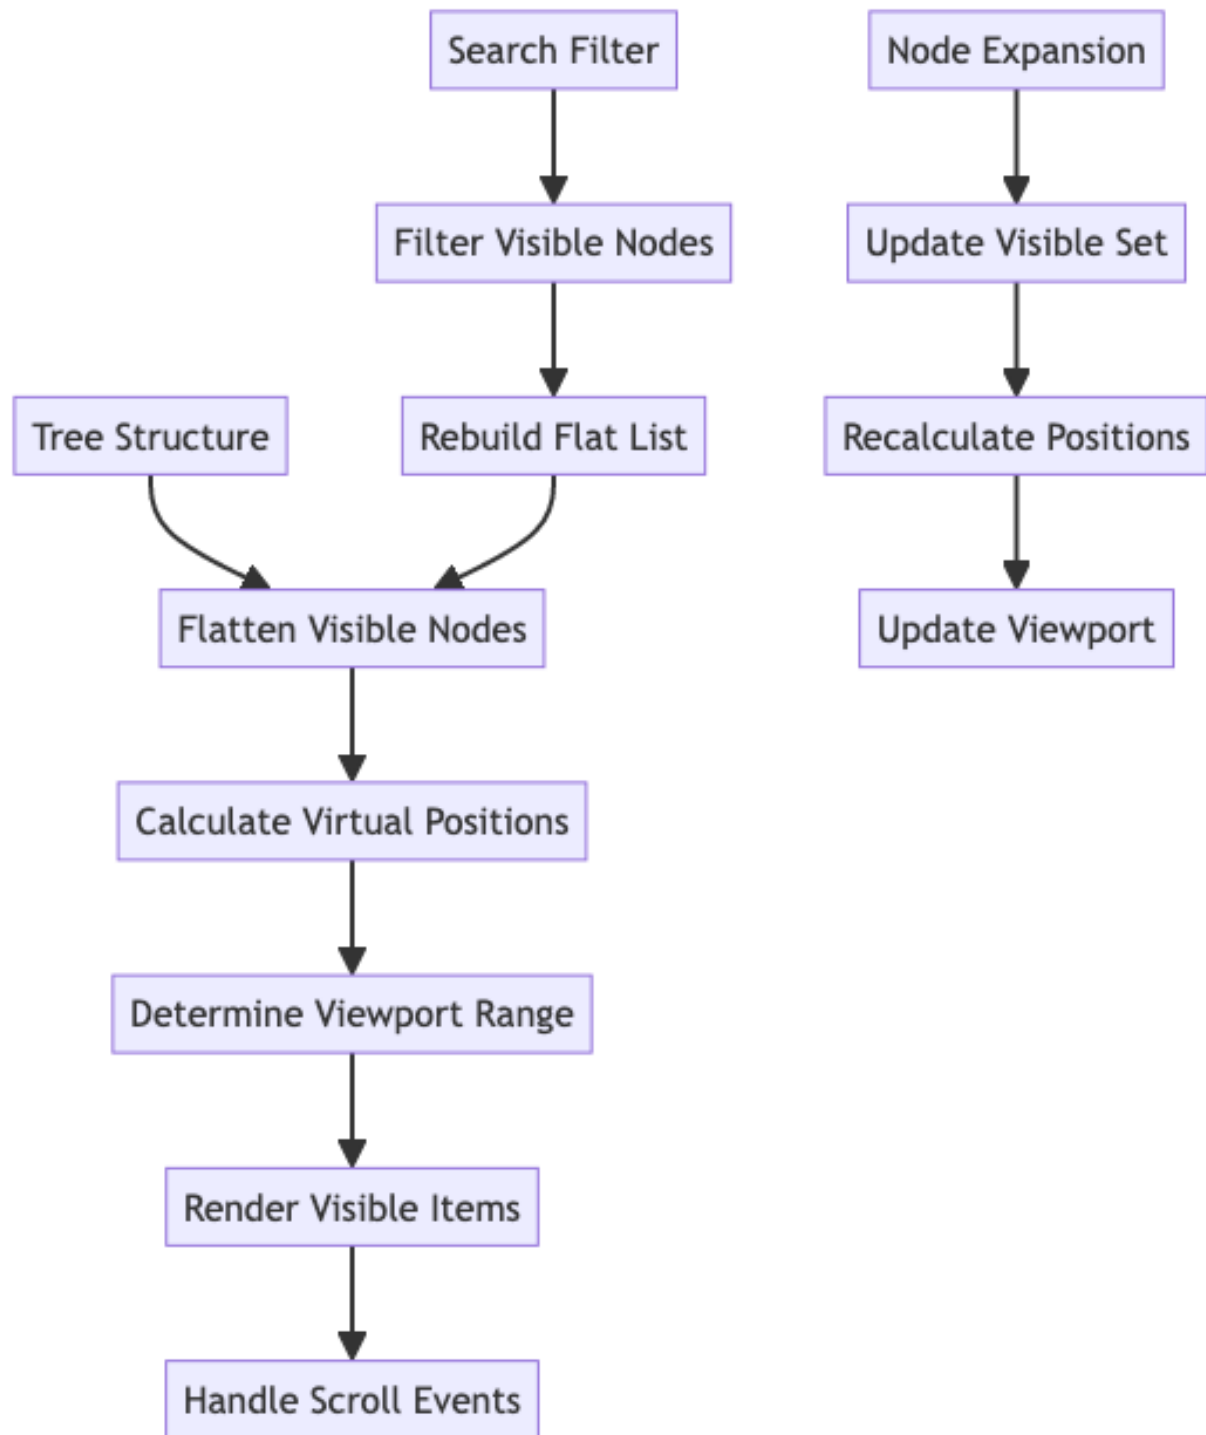 Search Filter
Node Expansion
Filter Visible Nodes
Update Visible Set
Tree Structure
Rebuild Flat List
Recalculate Positions
Flatten Visible Nodes
Update Viewport
Calculate Virtual Positions
Determine Viewport Range
Render Visible Items
Handle Scroll Events